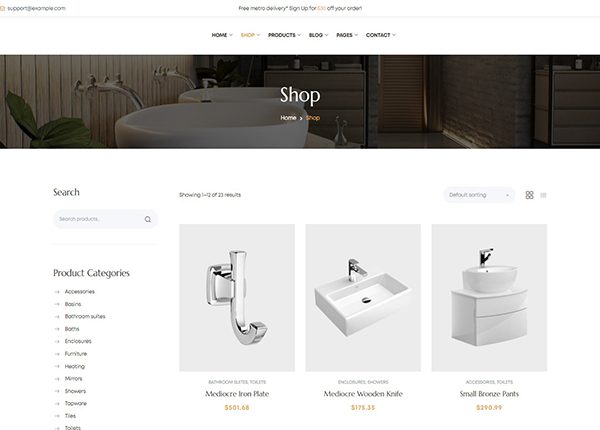 support@example.com
Free metro delivery* Sign Up for $30 off your order!
HOME SHOP PRODUCTS BLOG PAGES CONTACT
Shop
Home > Shop
Search
Search products..
Product Categories
Accessories
Basins
Bathroom suites
Baths
Enclosures
Furniture
Heating
Mirrors
Showers
Tapware
Tiles
Toilets
Showing 1–12 of 23 results
Default sorting
BATHROOM SUITES, TOILETS
Mediocre Iron Plate
$501.68
ENCLOSURES, SHOWERS
Mediocre Wooden Knife
$175.35
ACCESSORIES, TOILETS
Small Bronze Pants
$290.99